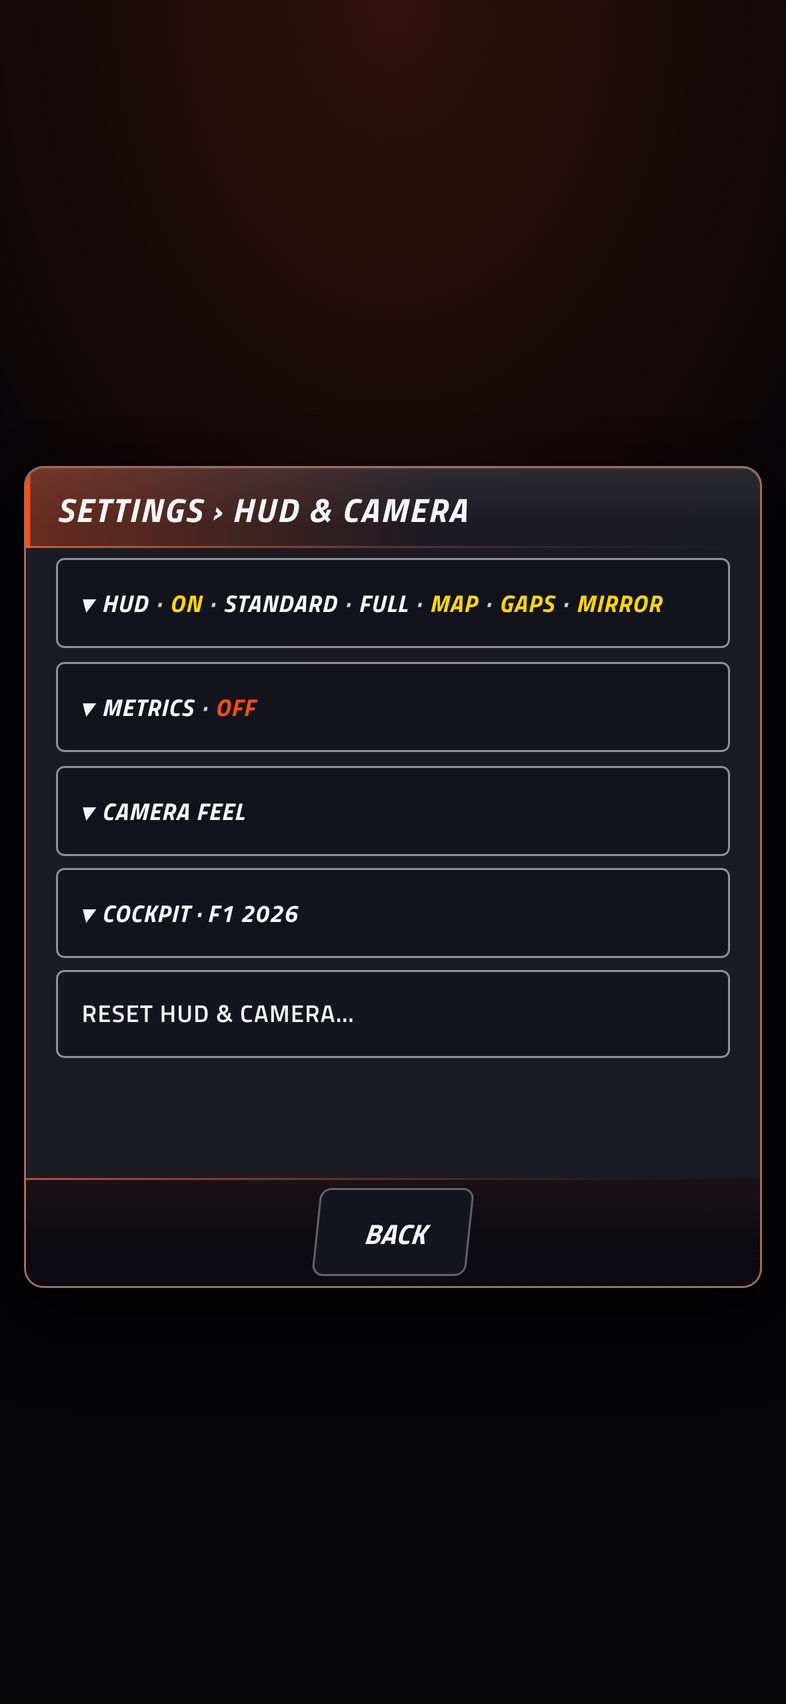 SETTINGS › HUD & CAMERA
▼ HUD · ON · STANDARD · FULL · MAP · GAPS · MIRROR
▼ METRICS · OFF
▼ CAMERA FEEL
▼ COCKPIT · F1 2026
RESET HUD & CAMERA...
BACK